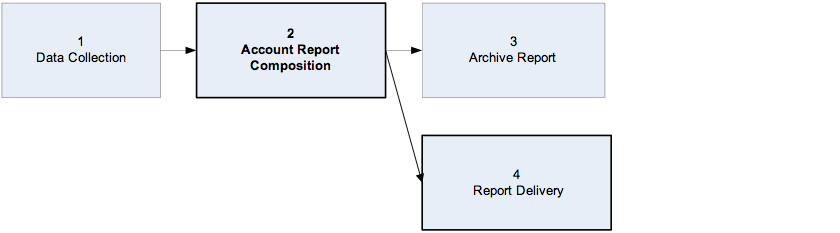 1
Data Collection
2
Account Report
Composition
3
Archive Report
4
Report Delivery